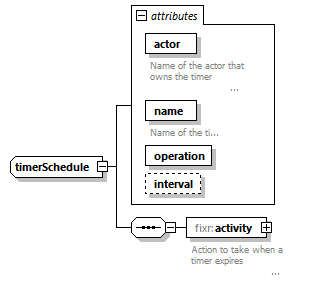 attributes
actor
Name of the actor that
owns the timer
...
name
Name of the ti...
operation
interval
timerSchedule
fixr:activity
Action to take when a
timer expires
...